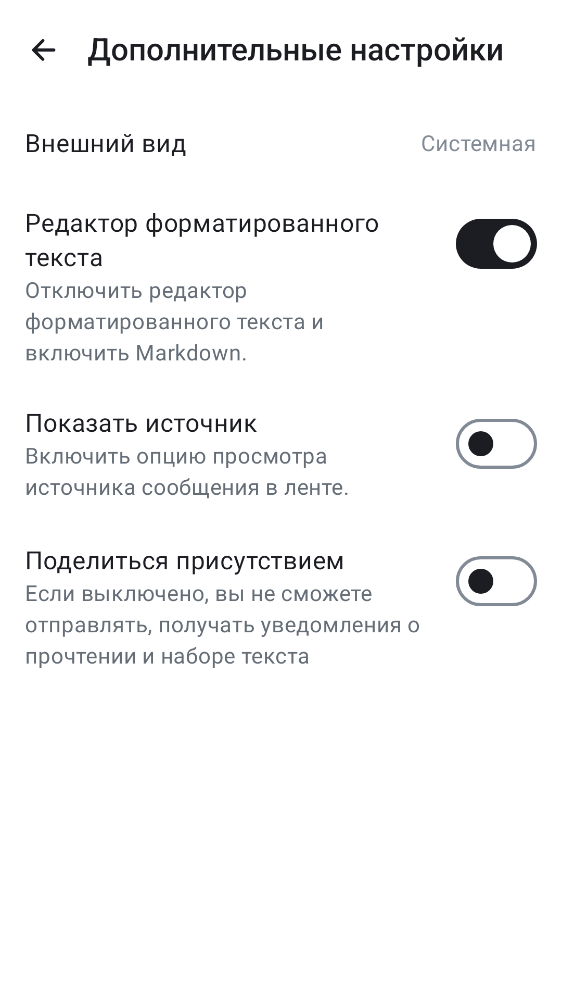 Дополнительные настройки
Внешний вид
Системная
Редактор форматированного
текста
Отключить редактор
форматированного текста и
включить Markdown.
Показать источник
Включить опцию просмотра
источника сообщения в ленте.
Поделиться присутствием
Если выключено, вы не сможете
отправлять, получать уведомления о
прочтении и наборе текста